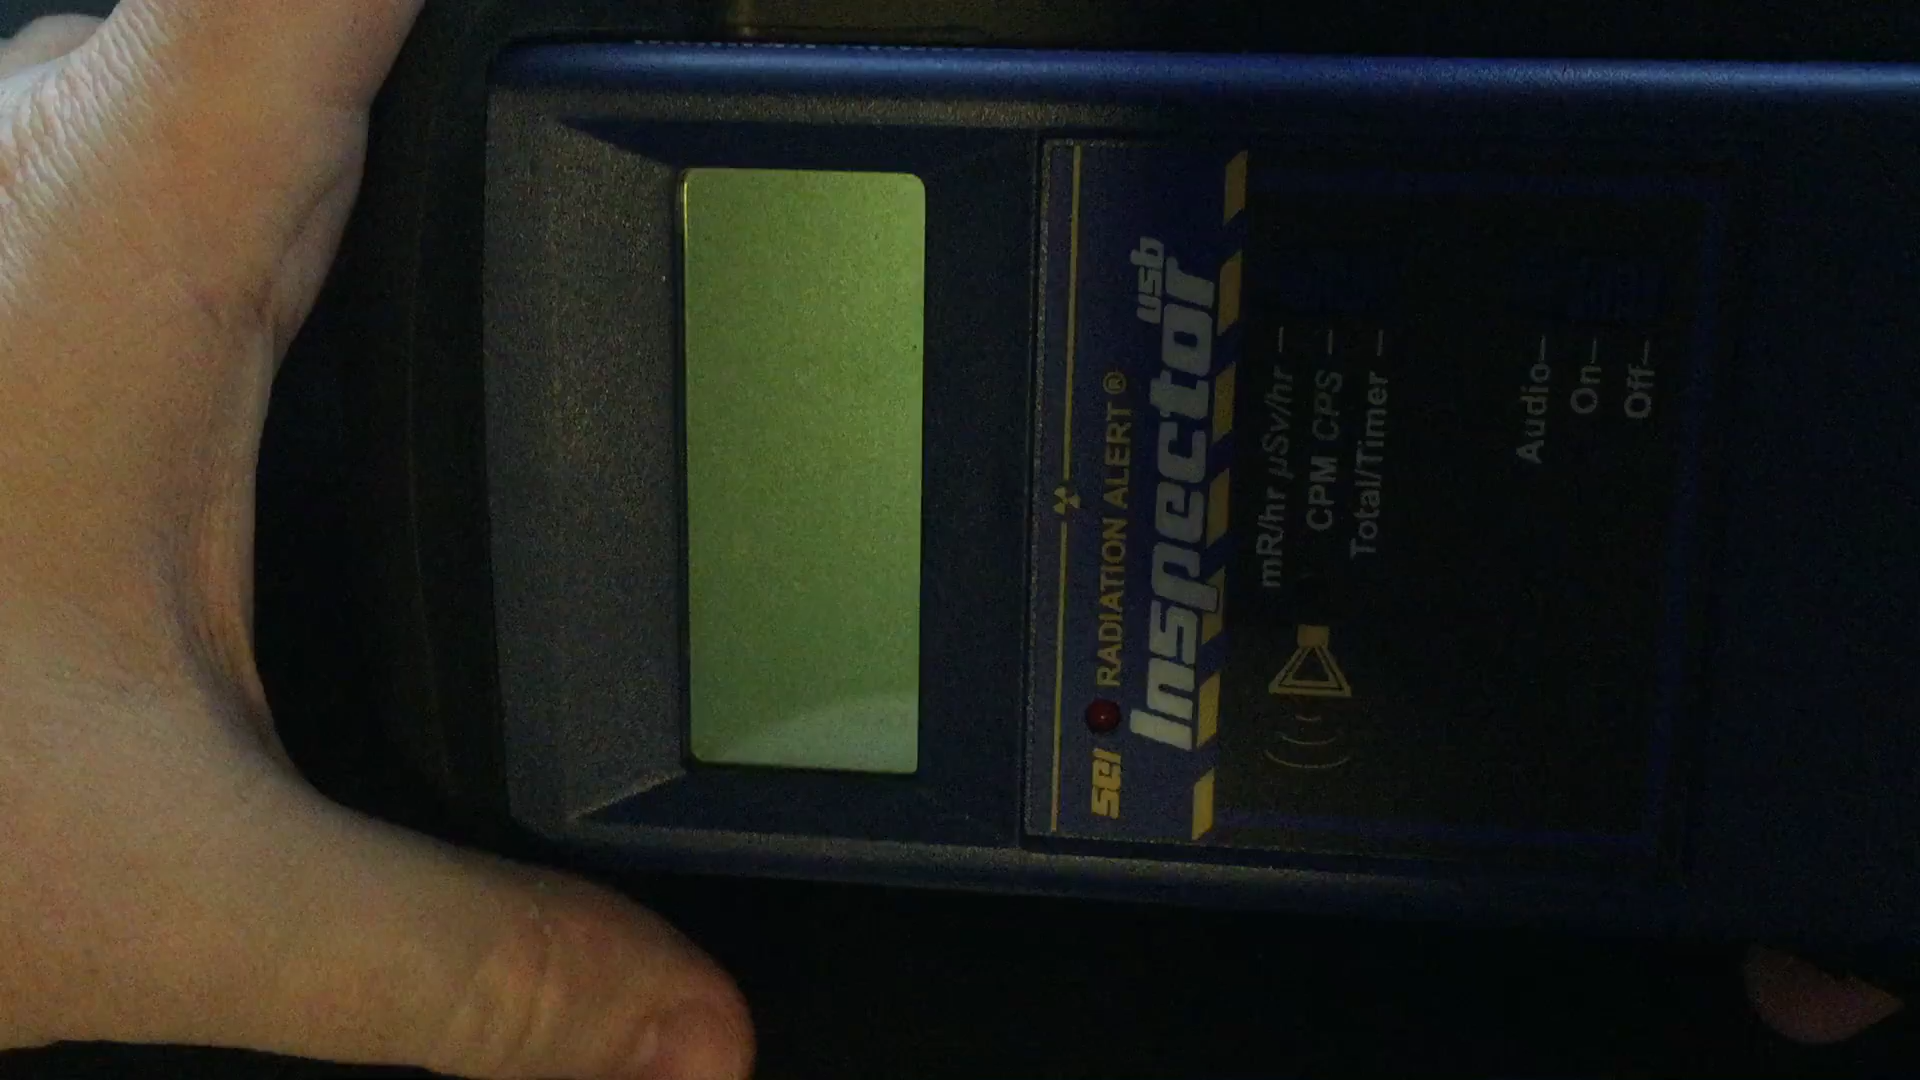 SEI RADIATION ALERT®
Inspector usb
mR/hr µSv/hr —
CPM CPS —
Total/Timer —
Audio—
On—
Off—